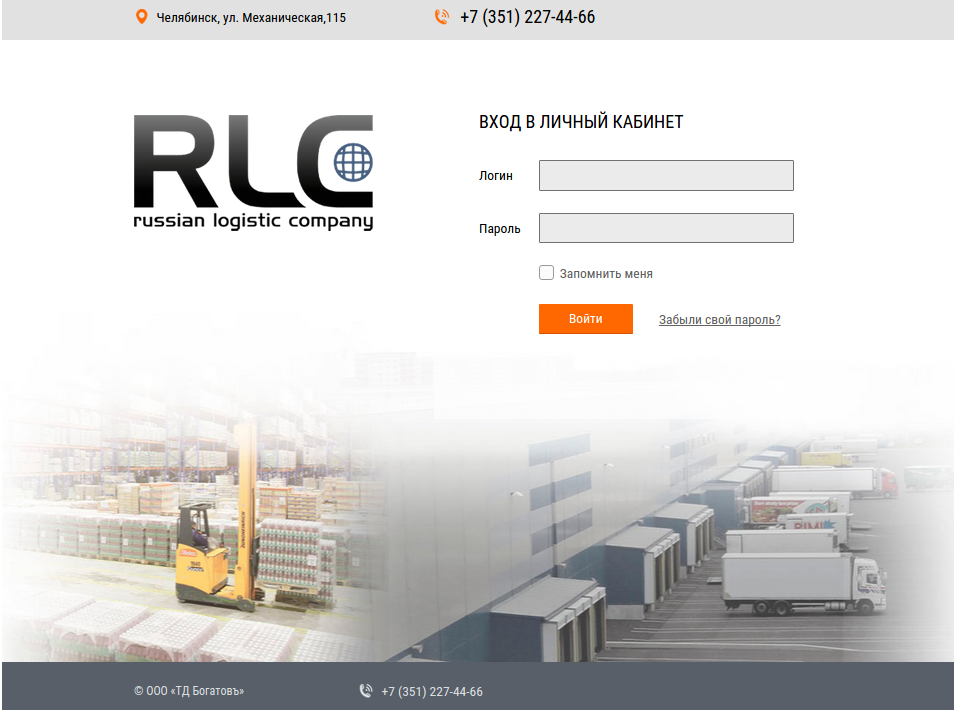 Челябинск, ул. Механическая,115
+7 (351) 227-44-66
RLC
russian logistic company
ВХОД В ЛИЧНЫЙ КАБИНЕТ
Логин
Пароль
Запомнить меня
Войти
Забыли свой пароль?
RIMI
© ООО «ТД Богатовъ»
+7 (351) 227-44-66